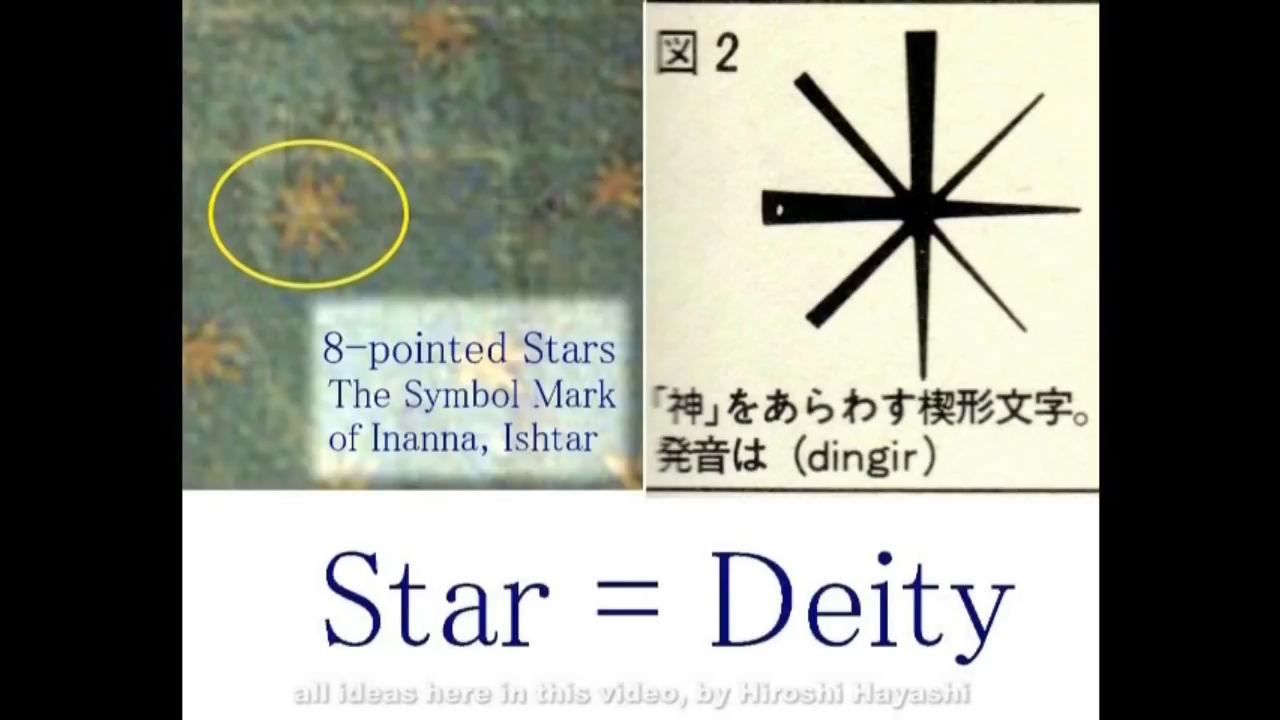 8-pointed Stars
The Symbol Mark
of Inanna, Ishtar
図 2
「神」をあらわす楔形文字。
発音は（dingir）
Star = Deity
all ideas here in this video, by Hiroshi Hayashi